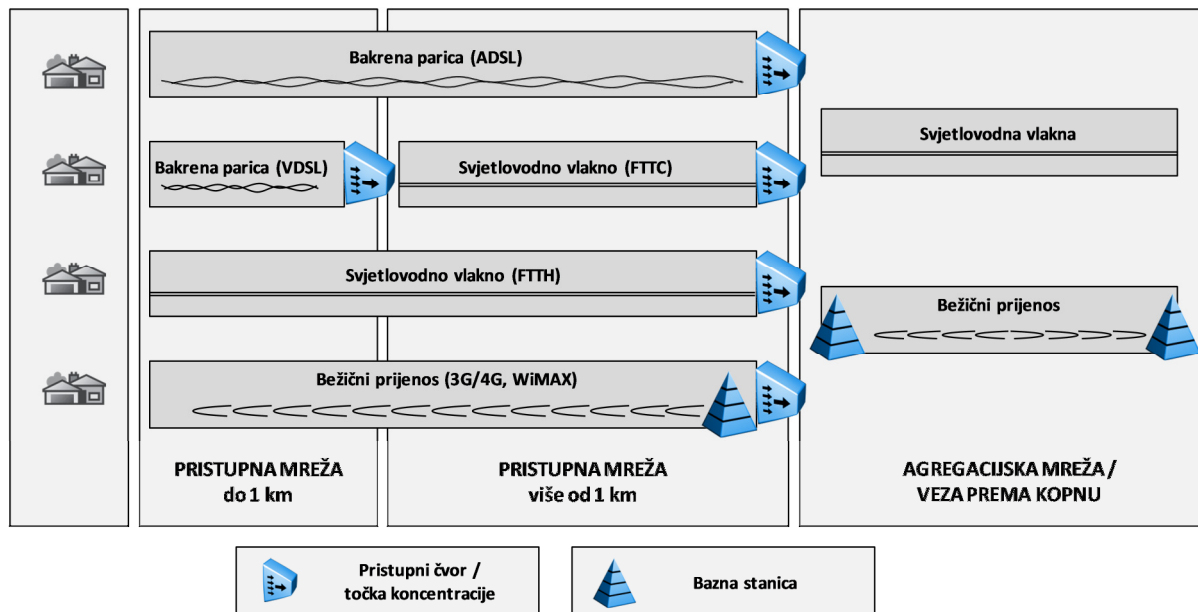 Bakrena parica (ADSL)
Bakrena parica (VDSL)
Svjetlovodno vlakno (FTTC)
Svjetlovodna vlakna
Svjetlovodno vlakno (FTTH)
Bežični prijenos
Bežični prijenos (3G/4G, WiMAX)
PRISTUPNA MREŽA
do 1 km
PRISTUPNA MREŽA
više od 1 km
AGREGACIJSKA MREŽA /
VEZA PREMA KOPNU
Pristupni čvor /
točka koncentracije
Bazna stanica